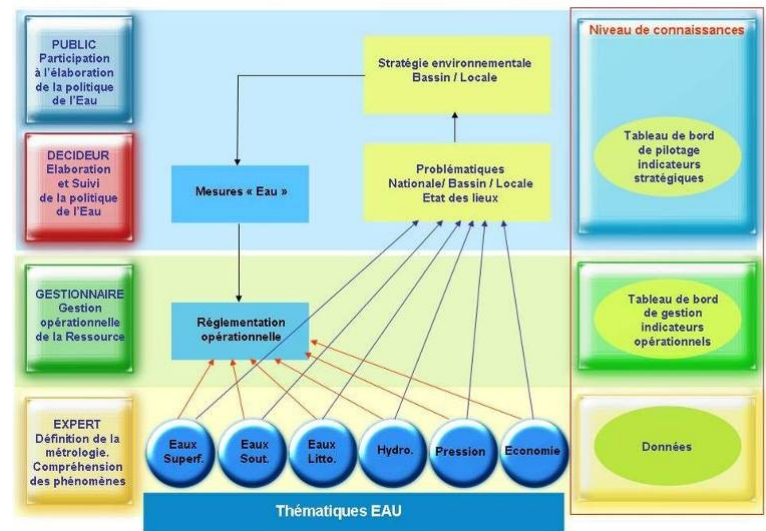 PUBLIC
Participation
à l'élaboration
de la politique
de l'Eau
DECIDEUR
Elaboration
et Suivi
de la politique
de l'Eau
GESTIONNAIRE
Gestion
opérationnelle
de la Ressource
EXPERT
Définition de la
métrologie.
Compréhension
des phénomènes
Stratégie environnementale
Bassin / Locale
Mesures « Eau »
Problématiques
Nationale/ Bassin / Locale
Etat des lieux
Réglementation
opérationnelle
Eaux
Superf.
Eaux
Sout.
Eaux
Litto.
Hydro.
Pression
Economie
Thématiques EAU
Niveau de connaissances
Tableau de bord
de pilotage
indicateurs
stratégiques
Tableau de bord
de gestion
indicateurs
opérationnels
Données